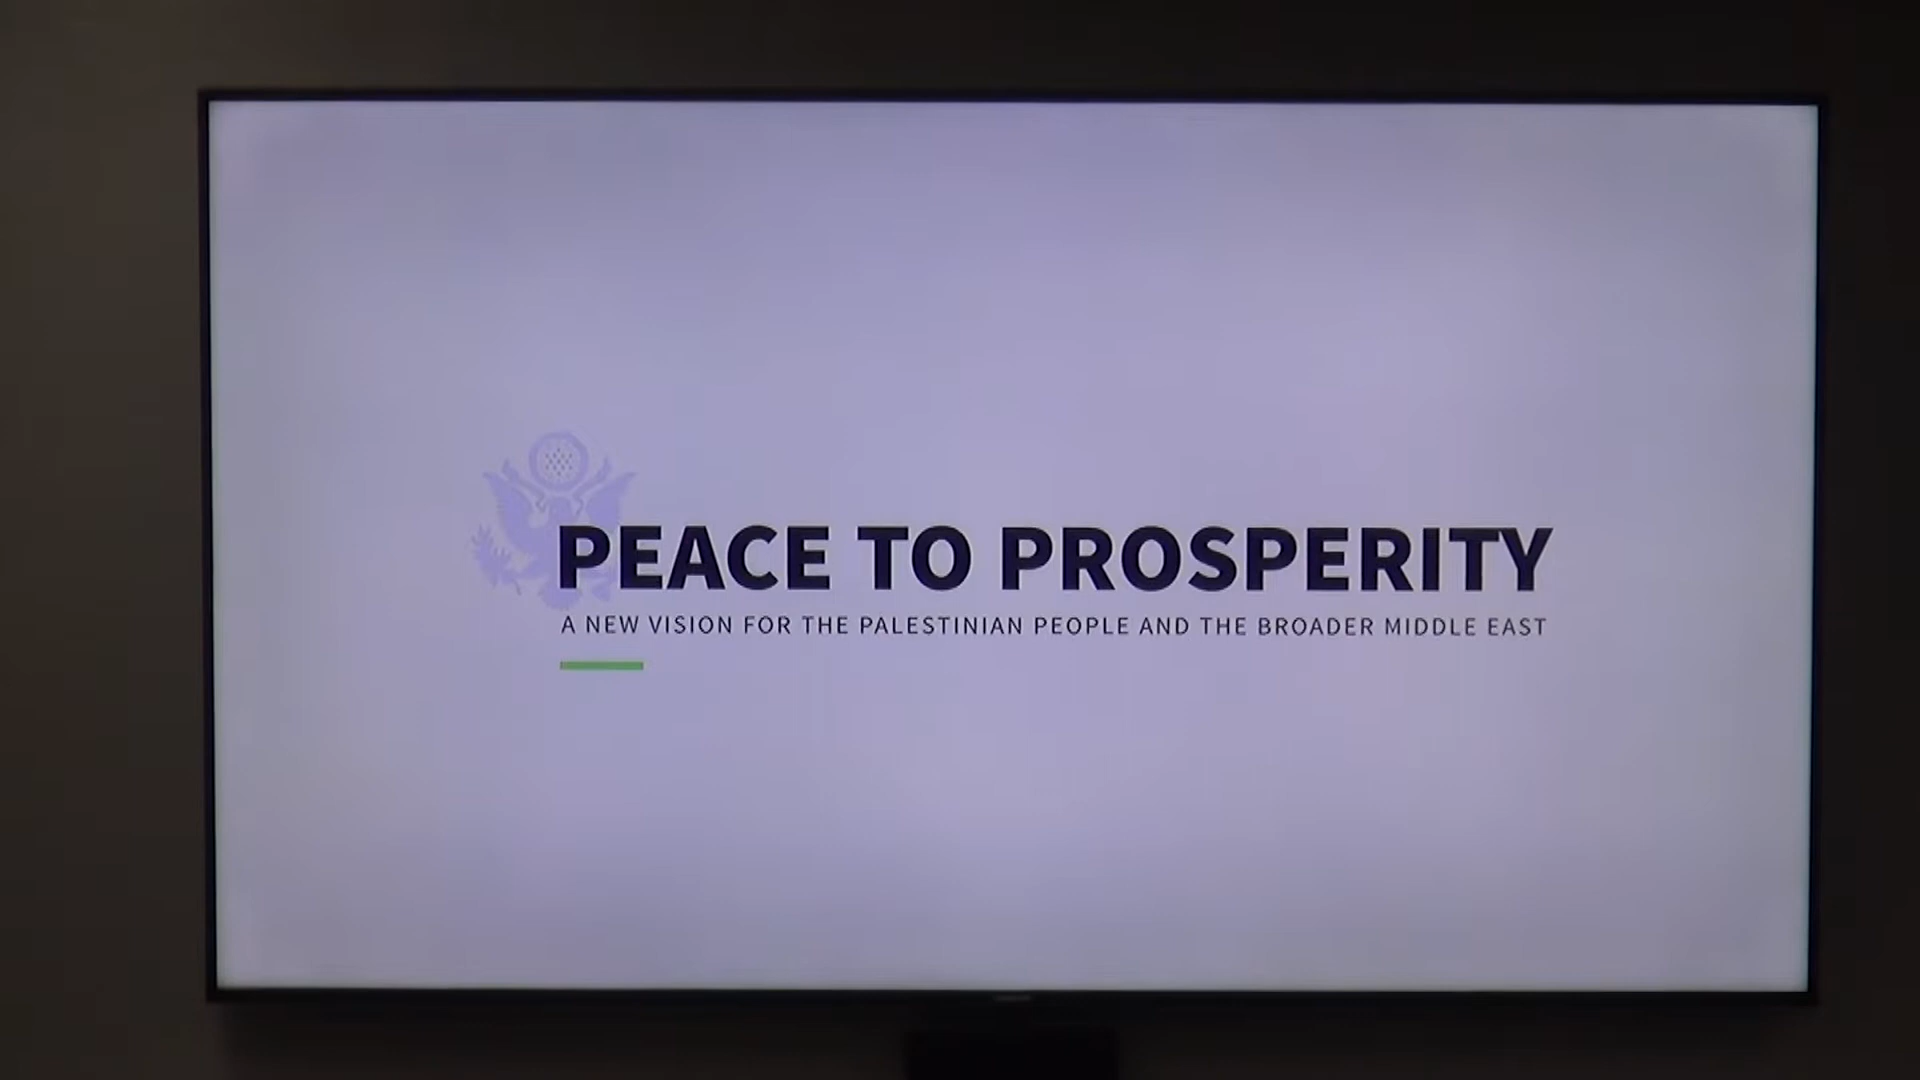 PEACE TO PROSPERITY
A NEW VISION FOR THE PALESTINIAN PEOPLE AND THE BROADER MIDDLE EAST